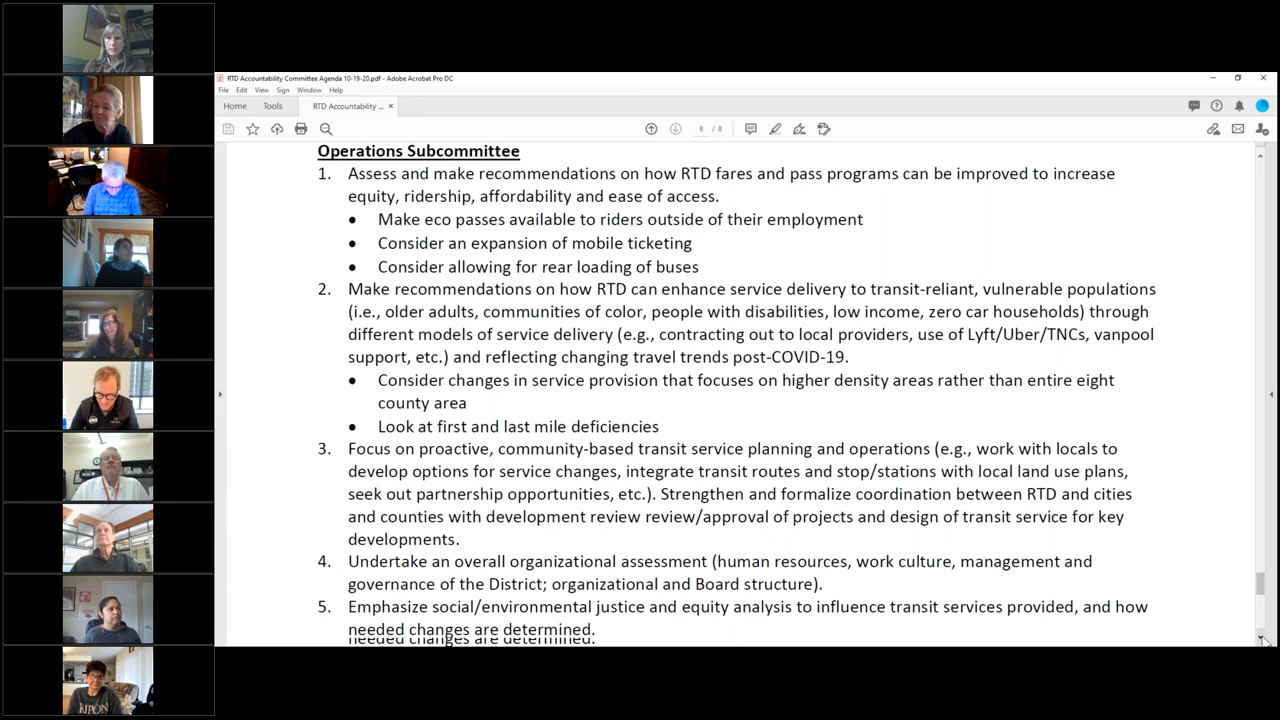 RTD Accountability Committee Agenda 10-19-20.pdf - Adobe Acrobat Pro DC
File Edit View Sign Window Help
Home Tools RTD Accountability ... ×
8 / 8
Operations Subcommittee
1. Assess and make recommendations on how RTD fares and pass programs can be improved to increase
equity, ridership, affordability and ease of access.
• Make eco passes available to riders outside of their employment
• Consider an expansion of mobile ticketing
• Consider allowing for rear loading of buses
2. Make recommendations on how RTD can enhance service delivery to transit-reliant, vulnerable populations
(i.e., older adults, communities of color, people with disabilities, low income, zero car households) through
different models of service delivery (e.g., contracting out to local providers, use of Lyft/Uber/TNCs, vanpool
support, etc.) and reflecting changing travel trends post-COVID-19.
• Consider changes in service provision that focuses on higher density areas rather than entire eight
county area
• Look at first and last mile deficiencies
3. Focus on proactive, community-based transit service planning and operations (e.g., work with locals to
develop options for service changes, integrate transit routes and stop/stations with local land use plans,
seek out partnership opportunities, etc.). Strengthen and formalize coordination between RTD and cities
and counties with development review review/approval of projects and design of transit service for key
developments.
4. Undertake an overall organizational assessment (human resources, work culture, management and
governance of the District; organizational and Board structure).
5. Emphasize social/environmental justice and equity analysis to influence transit services provided, and how
needed changes are determined.
needed changes are determined.
RIPON